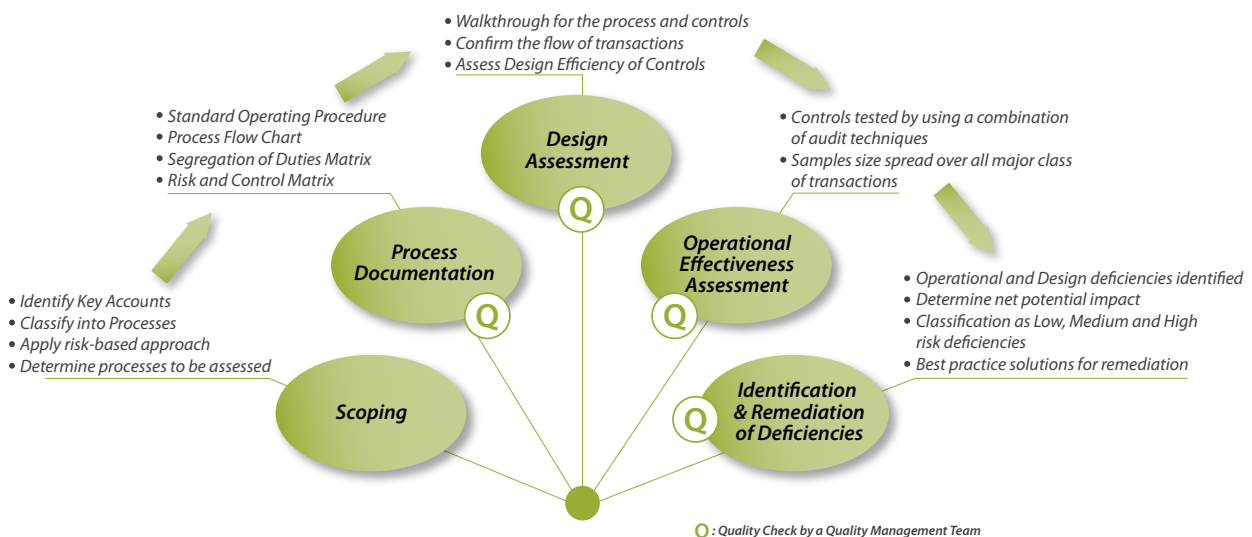 • Identify Key Accounts
• Classify into Processes
• Apply risk-based approach
• Determine processes to be assessed
Scoping
• Standard Operating Procedure
• Process Flow Chart
• Segregation of Duties Matrix
• Risk and Control Matrix
Process
Documentation
Q
• Walkthrough for the process and controls
• Confirm the flow of transactions
• Assess Design Efficiency of Controls
Design
Assessment
Q
• Controls tested by using a combination
of audit techniques
• Samples size spread over all major class
of transactions
Operational
Effectiveness
Assessment
Q
• Operational and Design deficiencies identified
• Determine net potential impact
• Classification as Low, Medium and High
risk deficiencies
• Best practice solutions for remediation
Identification
& Remediation
of Deficiencies
Q
Q : Quality Check by a Quality Management Team